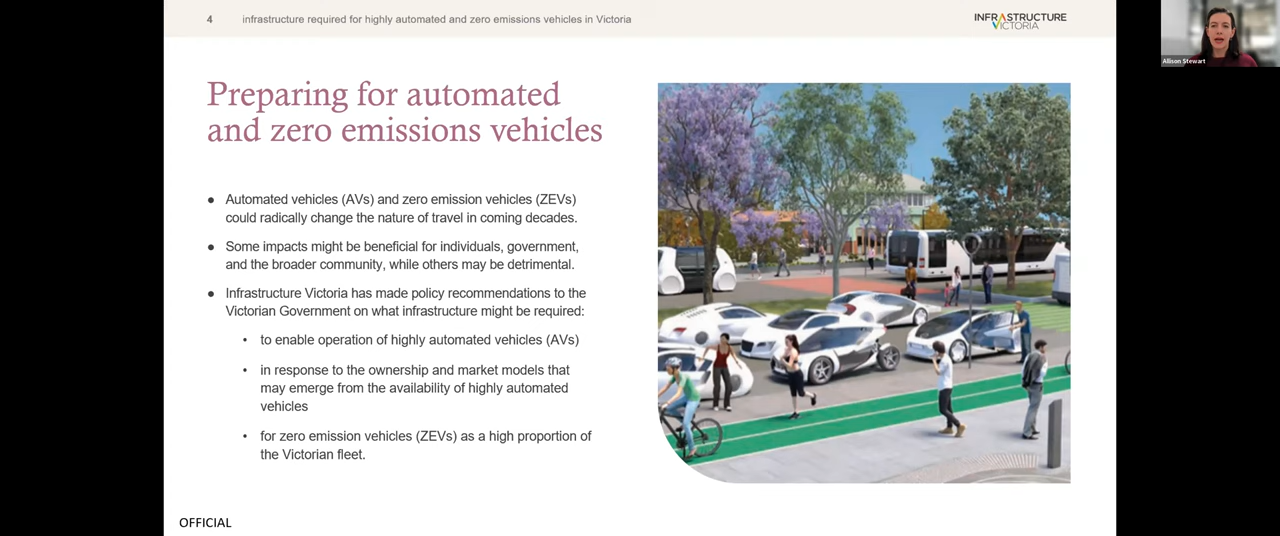 4 infrastructure required for highly automated and zero emissions vehicles in Victoria
INFRASTRUCTURE
VICTORIA
Allison Stewart
Preparing for automated
and zero emissions vehicles
● Automated vehicles (AVs) and zero emission vehicles (ZEVs)
could radically change the nature of travel in coming decades.
● Some impacts might be beneficial for individuals, government,
and the broader community, while others may be detrimental.
● Infrastructure Victoria has made policy recommendations to the
Victorian Government on what infrastructure might be required:
• to enable operation of highly automated vehicles (AVs)
• in response to the ownership and market models that
may emerge from the availability of highly automated
vehicles
• for zero emission vehicles (ZEVs) as a high proportion of
the Victorian fleet.
OFFICIAL